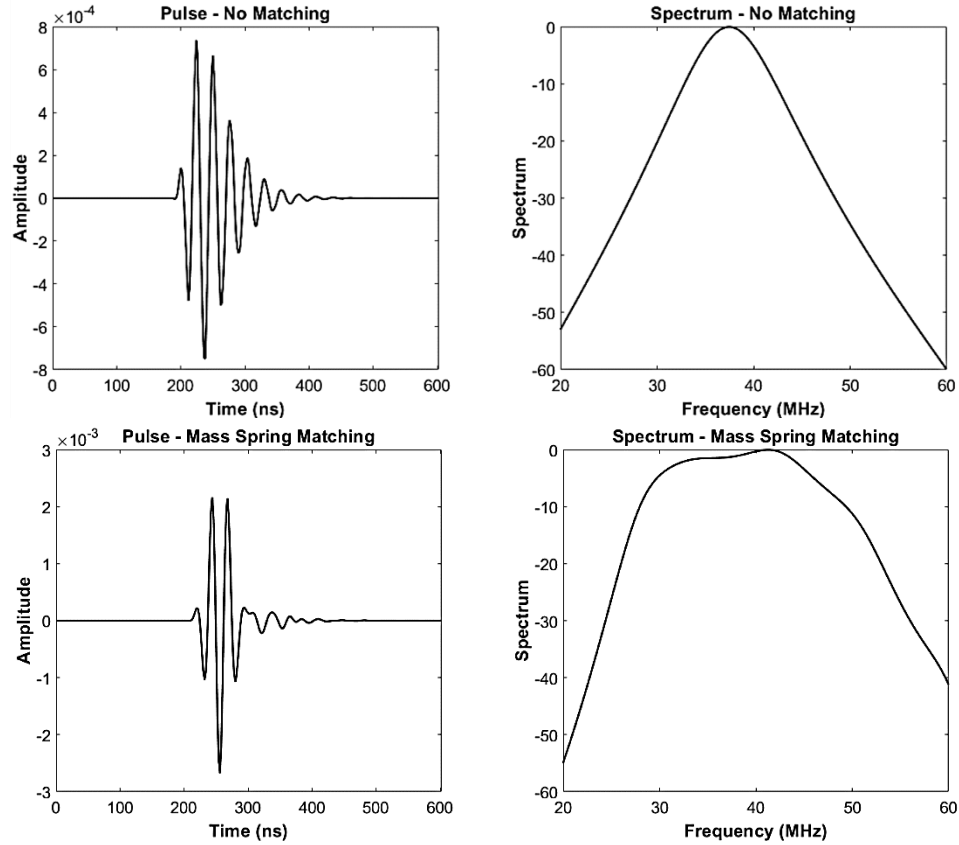 Pulse - No Matching
×10⁻⁴
8
6
4
2
0
-2
-4
-6
-8
Amplitude
0 100 200 300 400 500 600
Time (ns)
Spectrum - No Matching
0
-10
-20
-30
-40
-50
-60
Spectrum
20 30 40 50 60
Frequency (MHz)
Pulse - Mass Spring Matching
×10⁻³
3
2
1
0
-1
-2
-3
Amplitude
0 100 200 300 400 500 600
Time (ns)
Spectrum - Mass Spring Matching
0
-10
-20
-30
-40
-50
-60
Spectrum
20 30 40 50 60
Frequency (MHz)